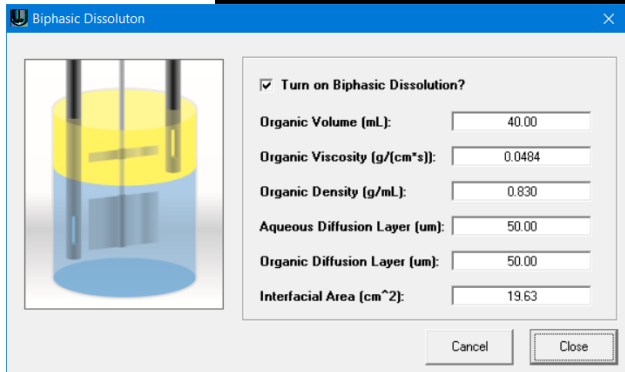 Biphasic Dissoluton
Turn on Biphasic Dissolution?
Organic Volume (mL): 40.00
Organic Viscosity (g/(cm*s)): 0.0484
Organic Density (g/mL): 0.830
Aqueous Diffusion Layer (um): 50.00
Organic Diffusion Layer (um): 50.00
Interfacial Area (cm^2): 19.63
Cancel Close